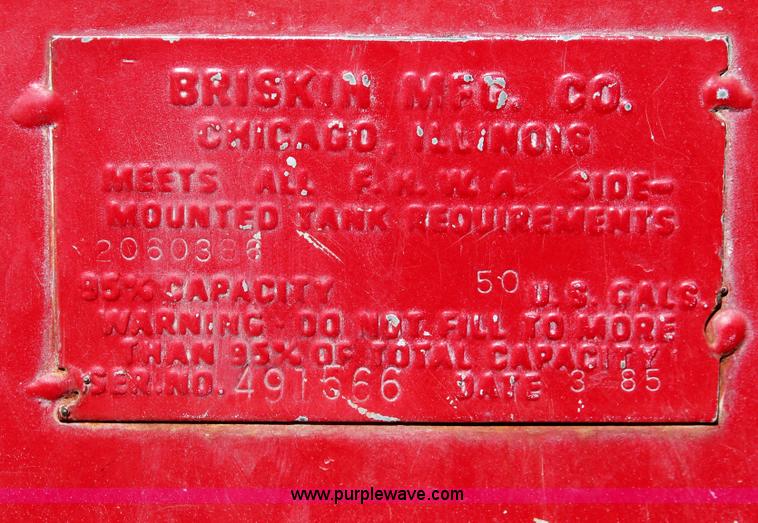 BRISKIN MFG. CO.
CHICAGO, ILLINOIS
MEETS ALL F.H.W.A. SIDE-
MOUNTED TANK REQUIREMENTS
95% CAPACITY 50 U.S. GALS.
WARNING - DO NOT FILL TO MORE
THAN 95% OF TOTAL CAPACITY
SER. NO. 491566 DATE 3 85
www.purplewave.com